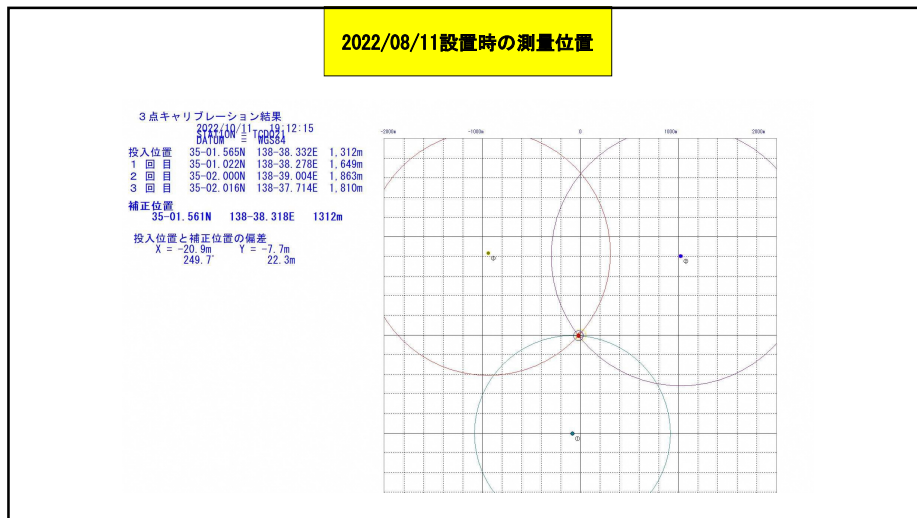 2022/08/11設置時の測量位置
3点キャリブレーション結果
2022/10/11 19:12:15
STATION = TCD021
DATUM = WGS84
投入位置 35-01.565N 138-38.332E 1,312m
1 回 目 35-01.022N 138-38.278E 1,649m
2 回 目 35-02.000N 138-39.004E 1,863m
3 回 目 35-02.016N 138-37.714E 1,810m
補正位置
35-01.561N 138-38.318E 1312m
投入位置と補正位置の偏差
X = -20.9m Y = -7.7m
249.7° 22.3m
-2000m -1000m 0 1000m 2000m
②
①